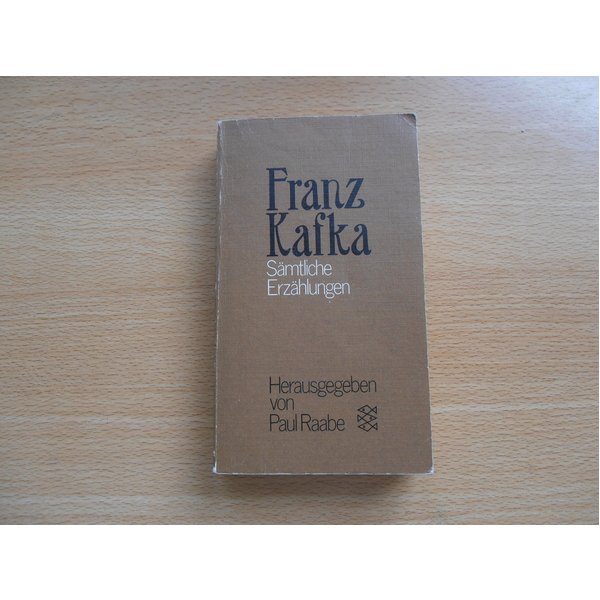 Franz
Kafka
Sämtliche
Erzählungen
Herausgegeben
von
Paul Raabe